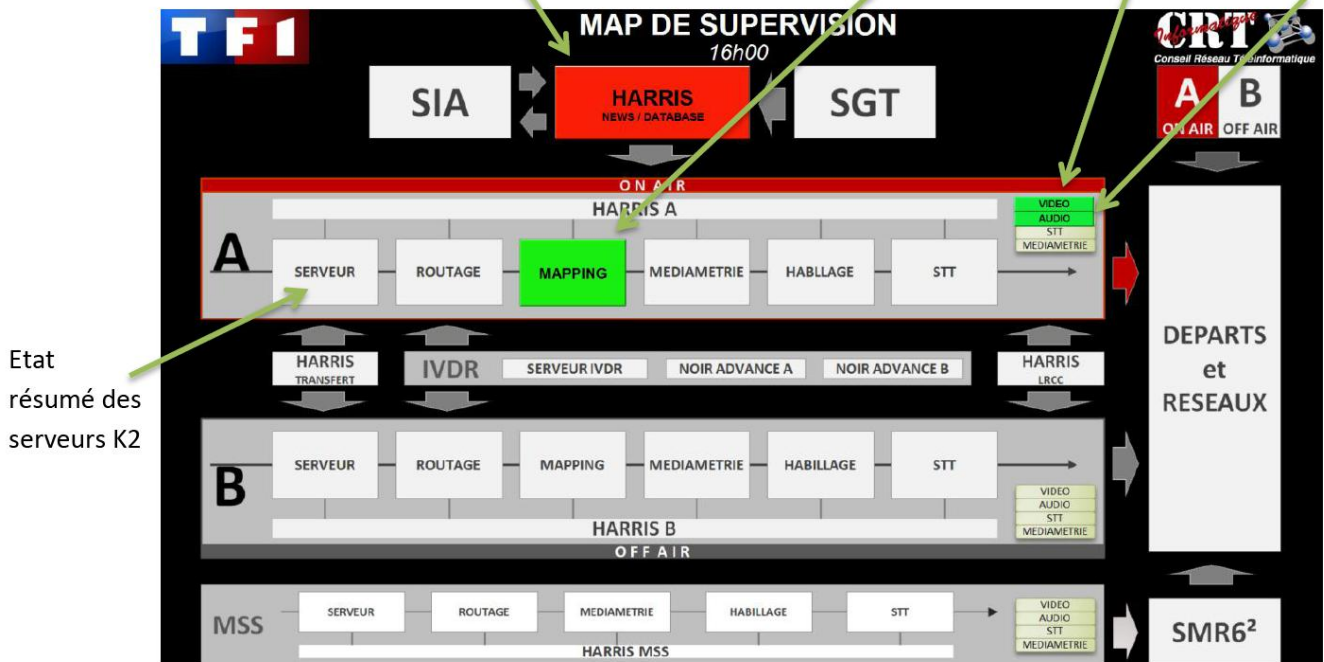 TF1
MAP DE SUPERVISION
16h00
Informatique
CRT
Conseil Réseau Téléinformatique
SIA
HARRIS
NEWS / DATABASE
SGT
A
B
ON AIR
OFF AIR
ON AIR
HARRIS A
A
SERVEUR
ROUTAGE
MAPPING
MEDIAMETRIE
HABLLAGE
STT
VIDEO
AUDIO
STT
MEDIAMETRIE
Etat
résumé des
serveurs K2
HARRIS
TRANSFERT
IVDR
SERVEUR IVDR
NOIR ADVANCE A
NOIR ADVANCE B
HARRIS
LRCC
DEPARTS
et
RESEAUX
B
SERVEUR
ROUTAGE
MAPPING
MEDIAMETRIE
HABILLAGE
STT
VIDEO
AUDIO
STT
MEDIAMETRIE
HARRIS B
OFF AIR
MSS
SERVEUR
ROUTAGE
MEDIAMETRIE
HABILLAGE
STT
VIDEO
AUDIO
STT
MEDIAMETRIE
HARRIS MSS
SMR6²